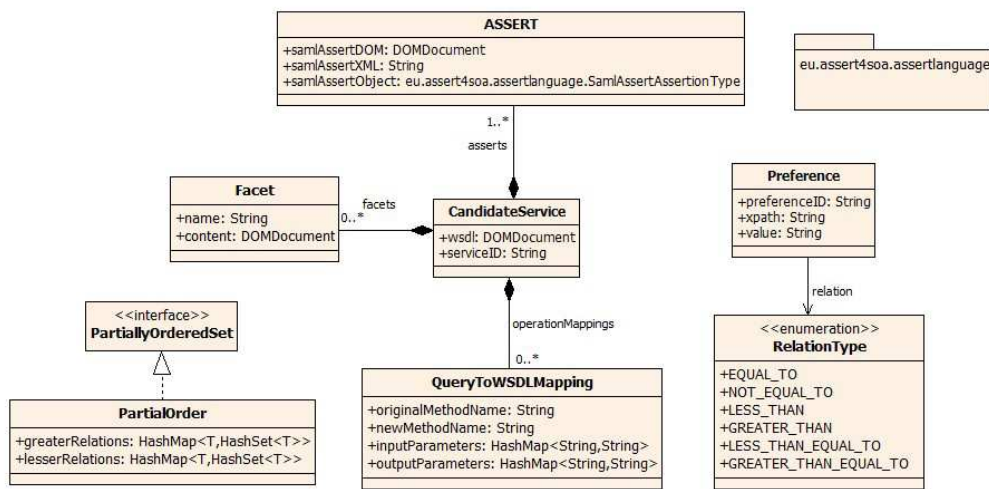 ASSERT
+samlAssertDOM: DOMDocument
+samlAssertXML: String
+samlAssertObject: eu.assert4soa.assertlanguage.SamlAssertAssertionType
eu.assert4soa.assertlanguage
1..*
asserts
Facet
+name: String
+content: DOMDocument
facets
0..*
CandidateService
+wsdl: DOMDocument
+serviceID: String
Preference
+preferenceID: String
+xpath: String
+value: String
relation
operationMappings
0..*
<<interface>>
PartiallyOrderedSet
PartialOrder
+greaterRelations: HashMap<T,HashSet<T>>
+lesserRelations: HashMap<T,HashSet<T>>
QueryToWSDLMapping
+originalMethodName: String
+newMethodName: String
+inputParameters: HashMap<String,String>
+outputParameters: HashMap<String,String>
<<enumeration>>
RelationType
+EQUAL_TO
+NOT_EQUAL_TO
+LESS_THAN
+GREATER_THAN
+LESS_THAN_EQUAL_TO
+GREATER_THAN_EQUAL_TO